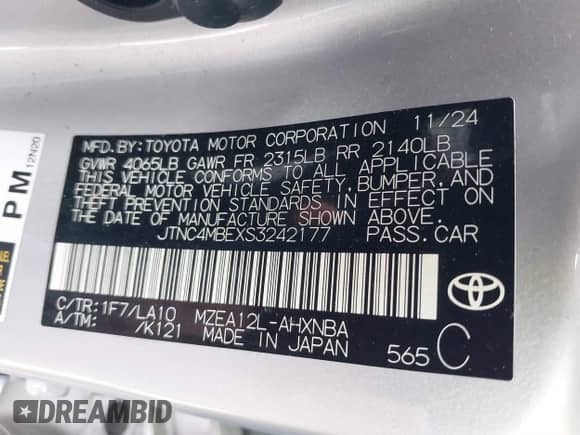 MFD.BY:TOYOTA MOTOR CORPORATION 11/24
GVWR 4065LB GAWR FR 2315LB RR 2140LB
THIS VEHICLE CONFORMS TO ALL APPLICABLE
FEDERAL MOTOR VEHICLE SAFETY,BUMPER,AND
THEFT PREVENTION STANDARDS IN EFFECT ON
THE DATE OF MANUFACTURE SHOWN ABOVE.
JTNC4MBEXS3242177 PASS.CAR
C/TR:1F7/LA10 MZEA12L-AHXNBA
A/TM: /K121 MADE IN JAPAN 565 C
PM
12N20
DREAMBID